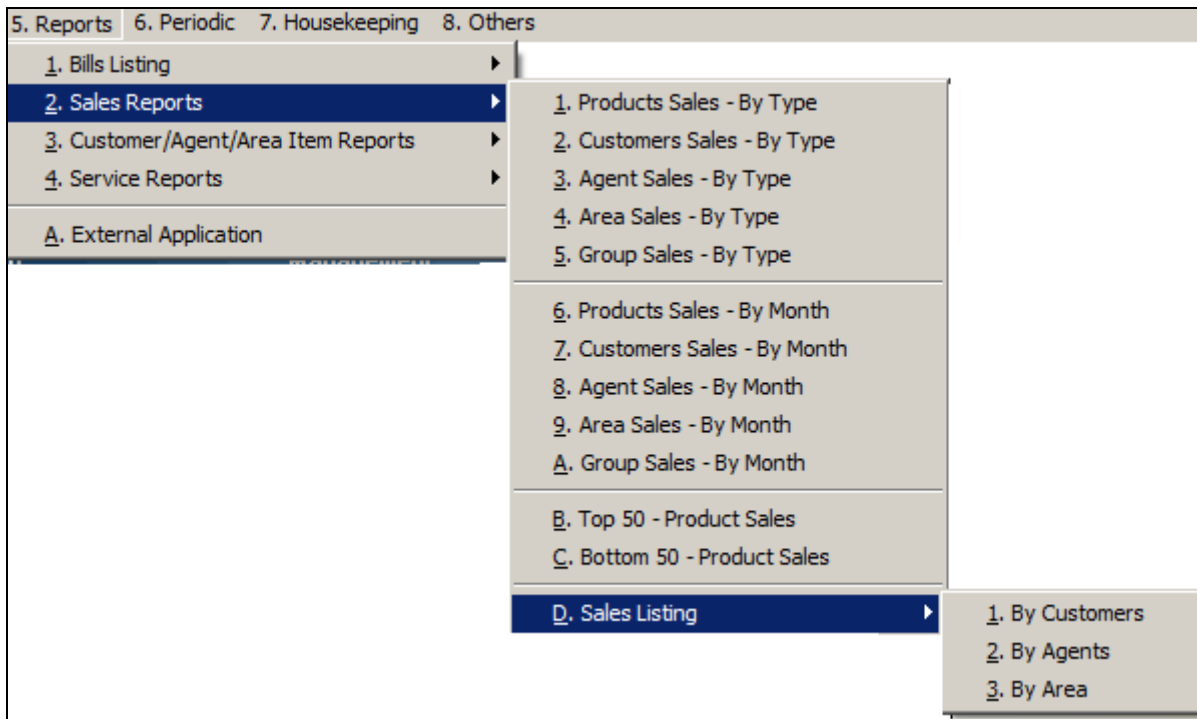 5. Reports 6. Periodic 7. Housekeeping 8. Others
1. Bills Listing
2. Sales Reports
3. Customer/Agent/Area Item Reports
4. Service Reports
A. External Application
1. Products Sales - By Type
2. Customers Sales - By Type
3. Agent Sales - By Type
4. Area Sales - By Type
5. Group Sales - By Type
6. Products Sales - By Month
7. Customers Sales - By Month
8. Agent Sales - By Month
9. Area Sales - By Month
A. Group Sales - By Month
B. Top 50 - Product Sales
C. Bottom 50 - Product Sales
D. Sales Listing
1. By Customers
2. By Agents
3. By Area